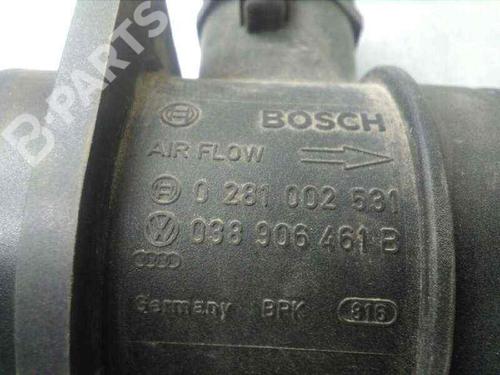 B-PARTS
BOSCH
AIR FLOW
0 281 002 531
038 906 461 B
Germany BPK 916